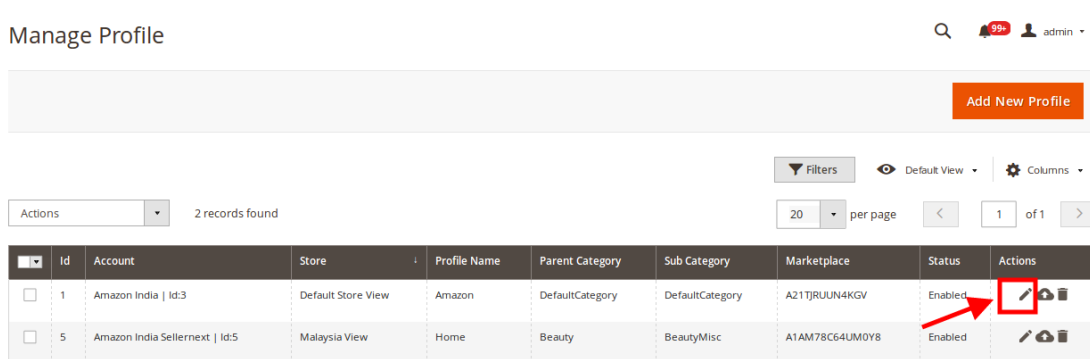 Manage Profile
99+ admin
Add New Profile
Filters Default View Columns
Actions 2 records found 20 per page 1 of 1
Id Account Store Profile Name Parent Category Sub Category Marketplace Status Actions
1 Amazon India | Id:3 Default Store View Amazon DefaultCategory DefaultCategory A21TJRUUN4KGV Enabled
5 Amazon India Sellernext | Id:5 Malaysia View Home Beauty BeautyMisc A1AM78C64UM0Y8 Enabled